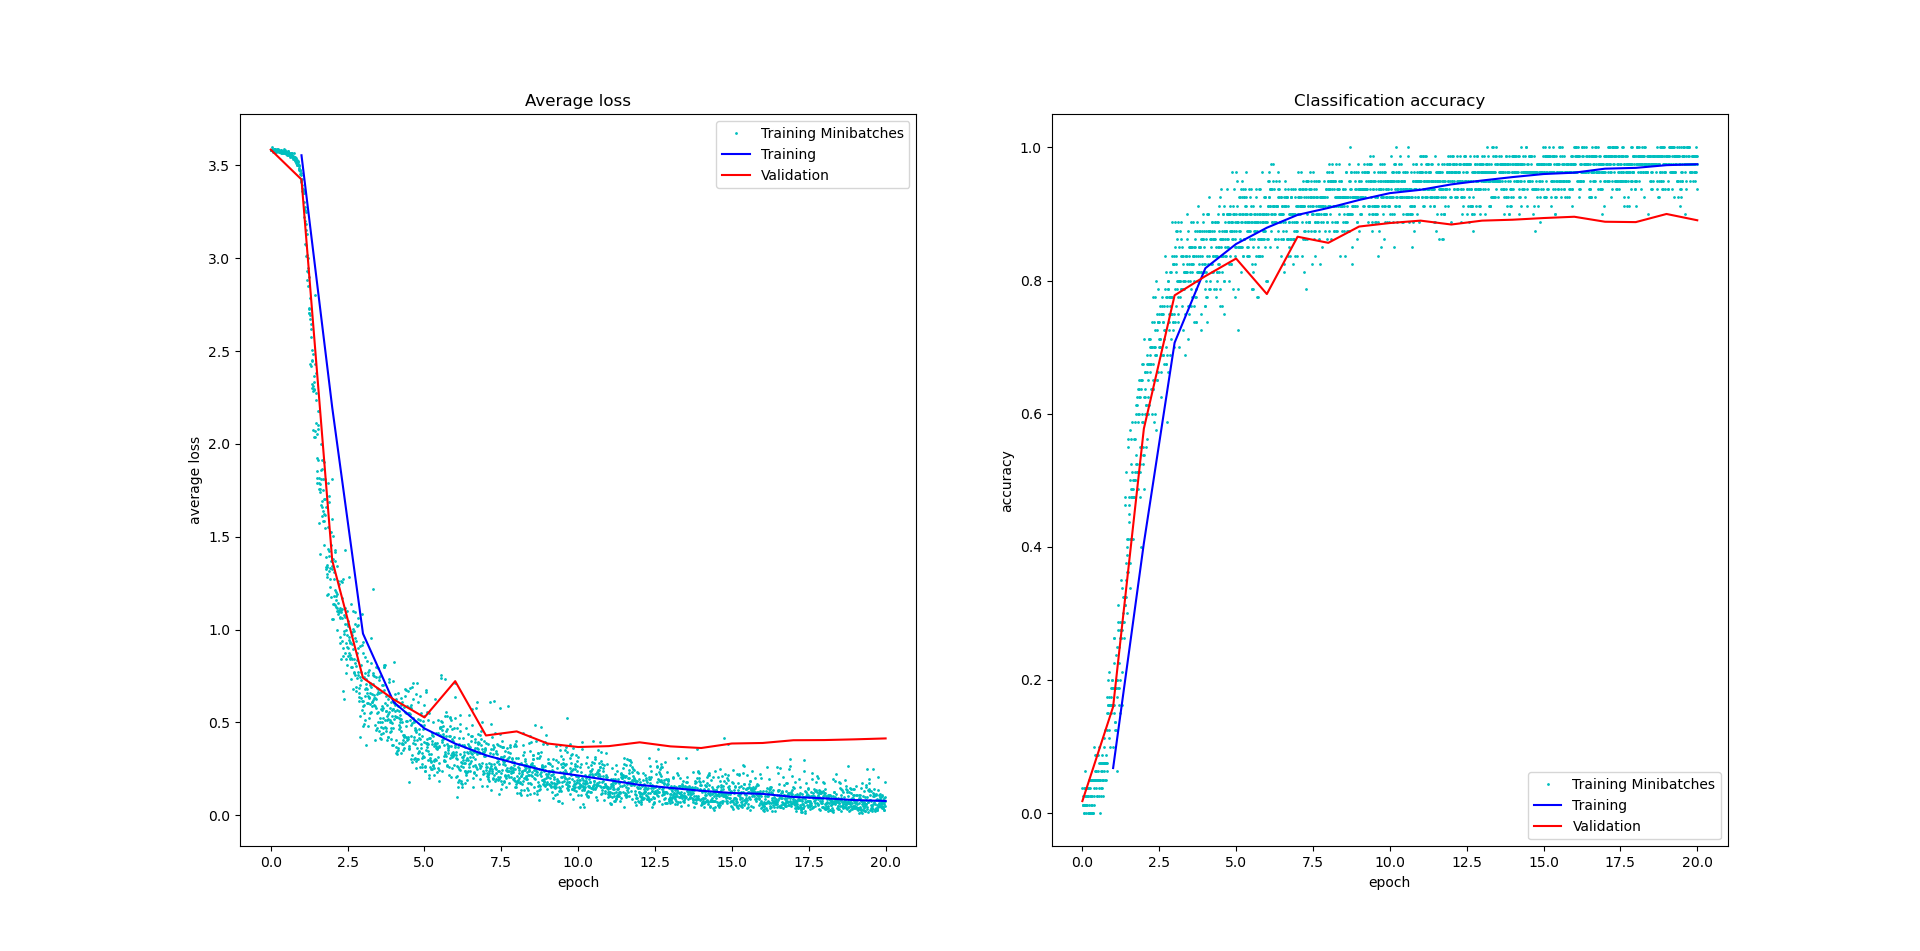 Average loss
Training Minibatches
Training
Validation
3.5
3.0
2.5
2.0
1.5
1.0
0.5
0.0
average loss
0.0 2.5 5.0 7.5 10.0 12.5 15.0 17.5 20.0
epoch
Classification accuracy
1.0
0.8
0.6
0.4
0.2
0.0
accuracy
Training Minibatches
Training
Validation
0.0 2.5 5.0 7.5 10.0 12.5 15.0 17.5 20.0
epoch